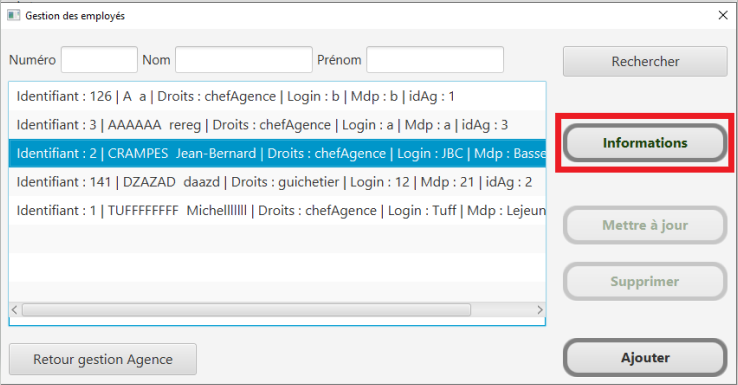 Gestion des employés
Numéro Nom Prénom Rechercher
Identifiant : 126 | A a | Droits : chefAgence | Login : b | Mdp : b | idAg : 1
Identifiant : 3 | AAAAAA rereg | Droits : chefAgence | Login : a | Mdp : a | idAg : 3
Informations
Identifiant : 2 | CRAMPES Jean-Bernard | Droits : chefAgence | Login : JBC | Mdp : Basse
Identifiant : 141 | DZAZAD daazd | Droits : guichetier | Login : 12 | Mdp : 21 | idAg : 2
Identifiant : 1 | TUFFFFFFFF Michelllllll | Droits : chefAgence | Login : Tuff | Mdp : Lejeun
Mettre à jour
Supprimer
Retour gestion Agence Ajouter